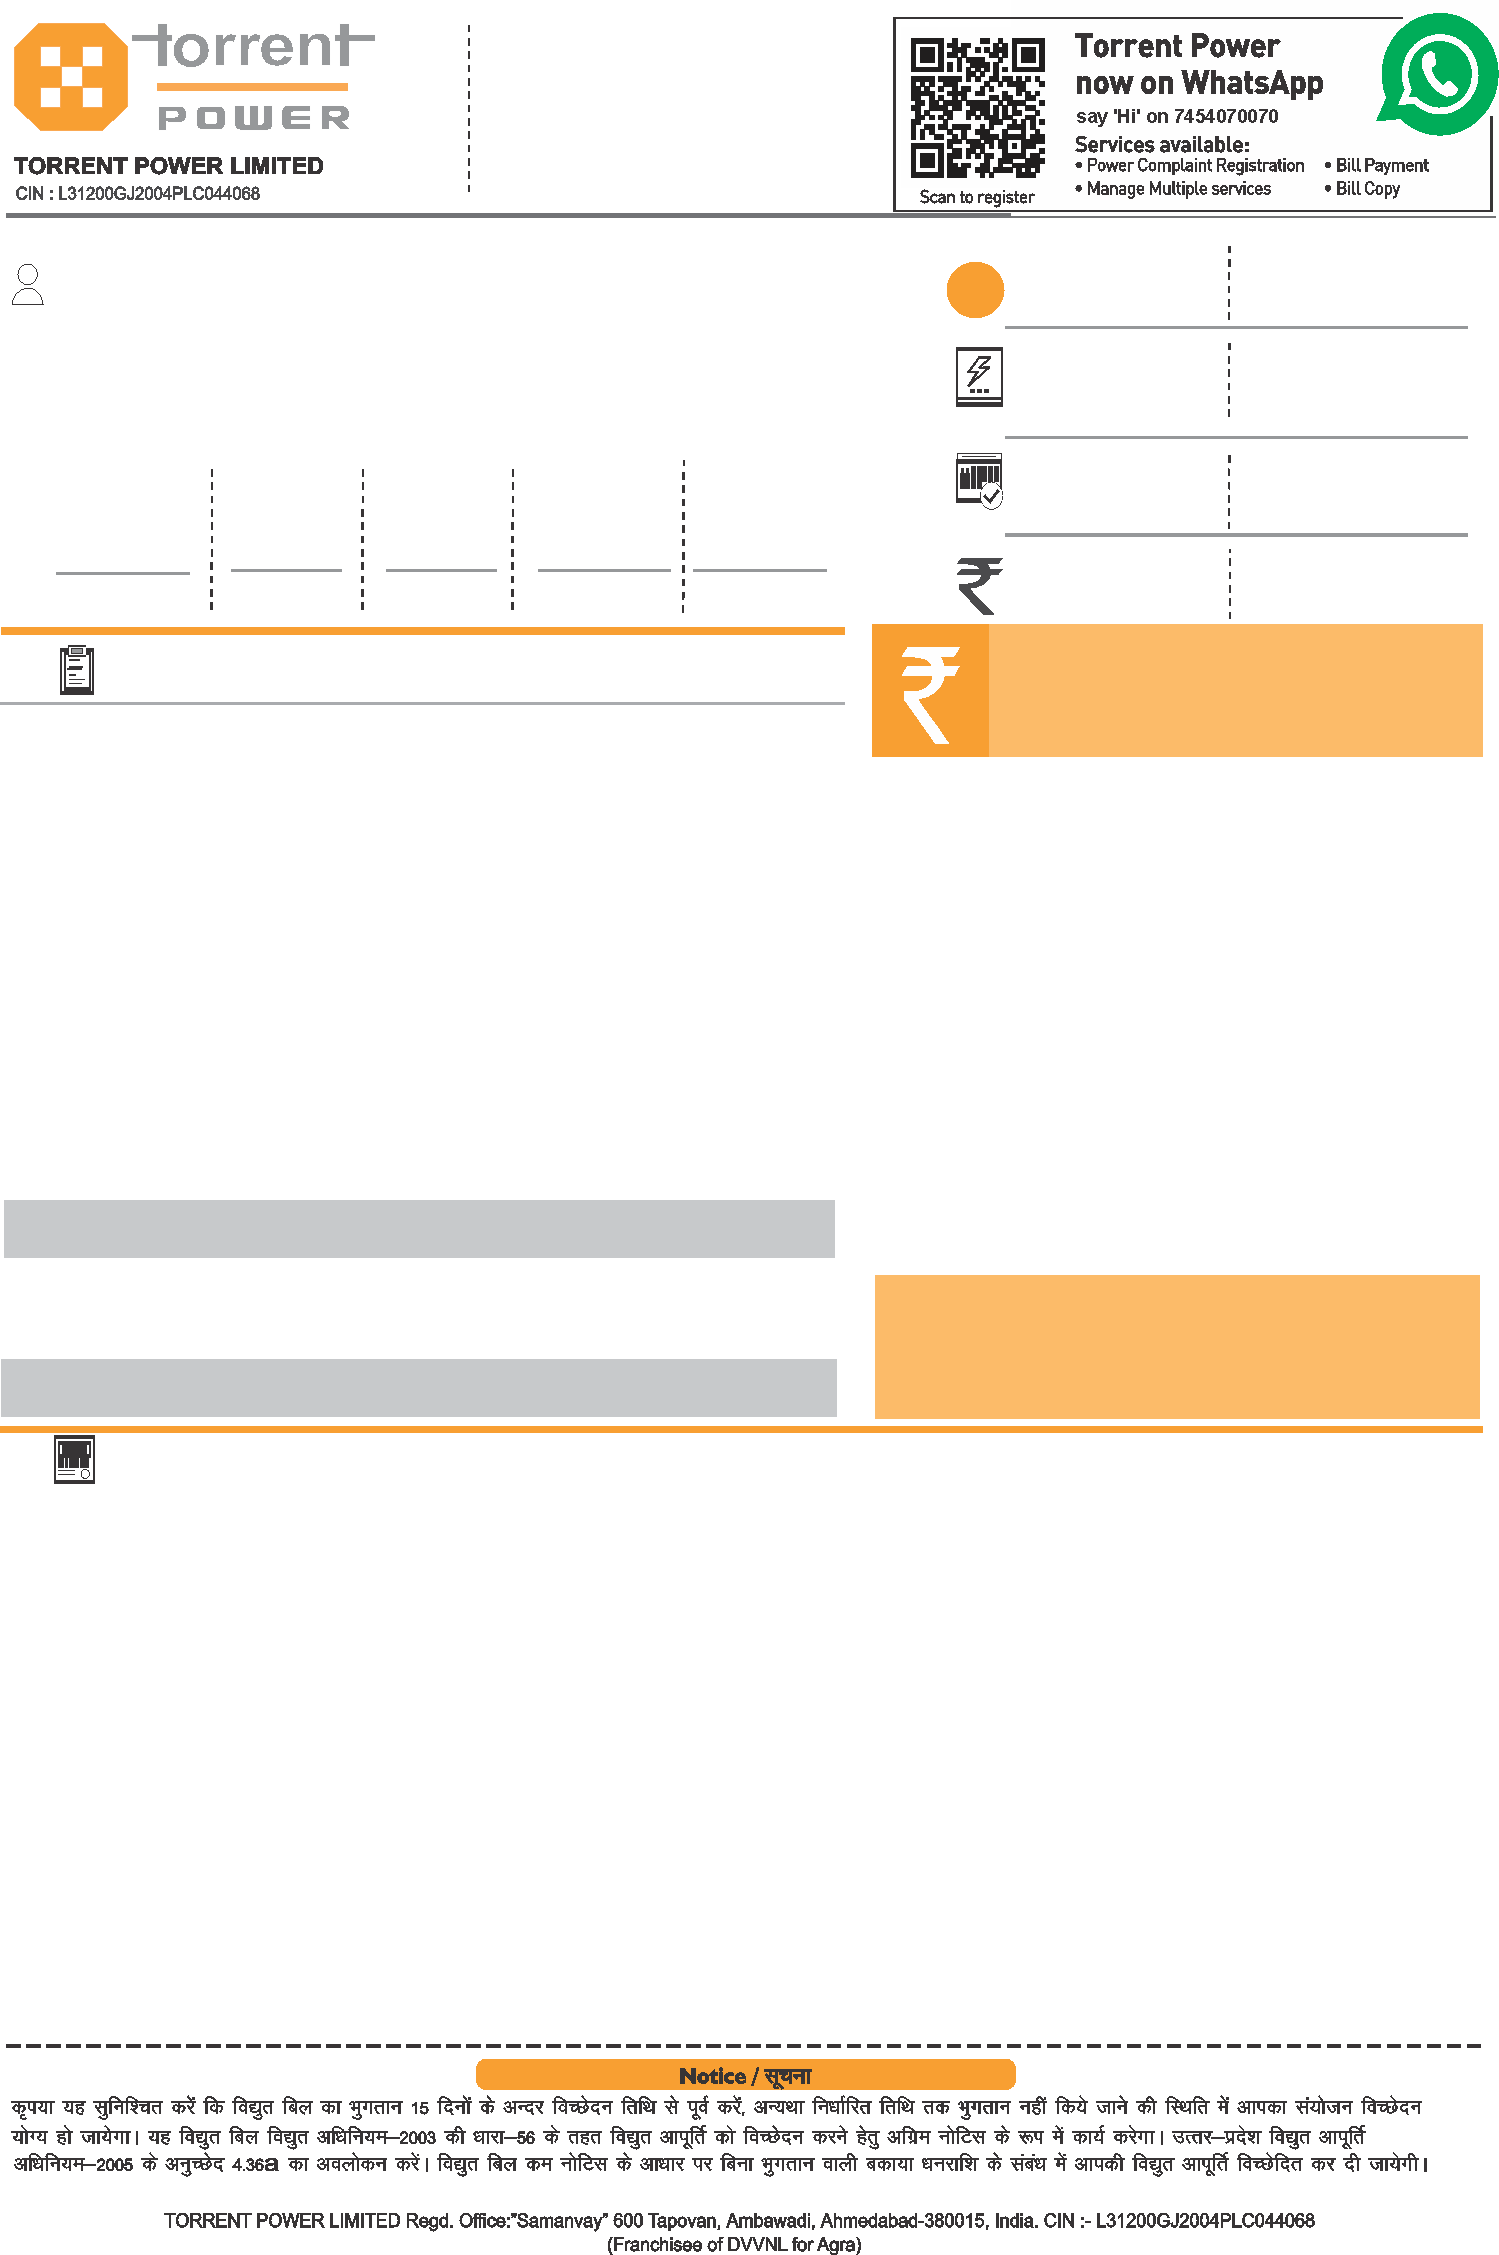 torrent
POWER
TORRENT POWER LIMITED
CIN : L31200GJ2004PLC044068
Torrent Power
now on WhatsApp
say 'Hi' on 7454070070
Services available:
• Power Complaint Registration • Bill Payment
• Manage Multiple services • Bill Copy
Scan to register
Notice / सूचना
कृपया यह सुनिश्चित करें कि विद्युत बिल का भुगतान 15 दिनों के अन्दर विच्छेदन तिथि से पूर्व करें, अन्यथा निर्धारित तिथि तक भुगतान नहीं किये जाने की स्थिति में आपका संयोजन विच्छेदन
योग्य हो जायेगा। यह विद्युत बिल विद्युत अधिनियम–2003 की धारा–56 के तहत विद्युत आपूर्ति को विच्छेदन करने हेतु अग्रिम नोटिस के रूप में कार्य करेगा। उत्तर–प्रदेश विद्युत आपूर्ति
अधिनियम–2005 के अनुच्छेद 4.36a का अवलोकन करें। विद्युत बिल कम नोटिस के आधार पर बिना भुगतान वाली बकाया धनराशि के संबंध में आपकी विद्युत आपूर्ति विच्छेदित कर दी जायेगी।
TORRENT POWER LIMITED Regd. Office:"Samanvay" 600 Tapovan, Ambawadi, Ahmedabad-380015, India. CIN :- L31200GJ2004PLC044068
(Franchisee of DVVNL for Agra)